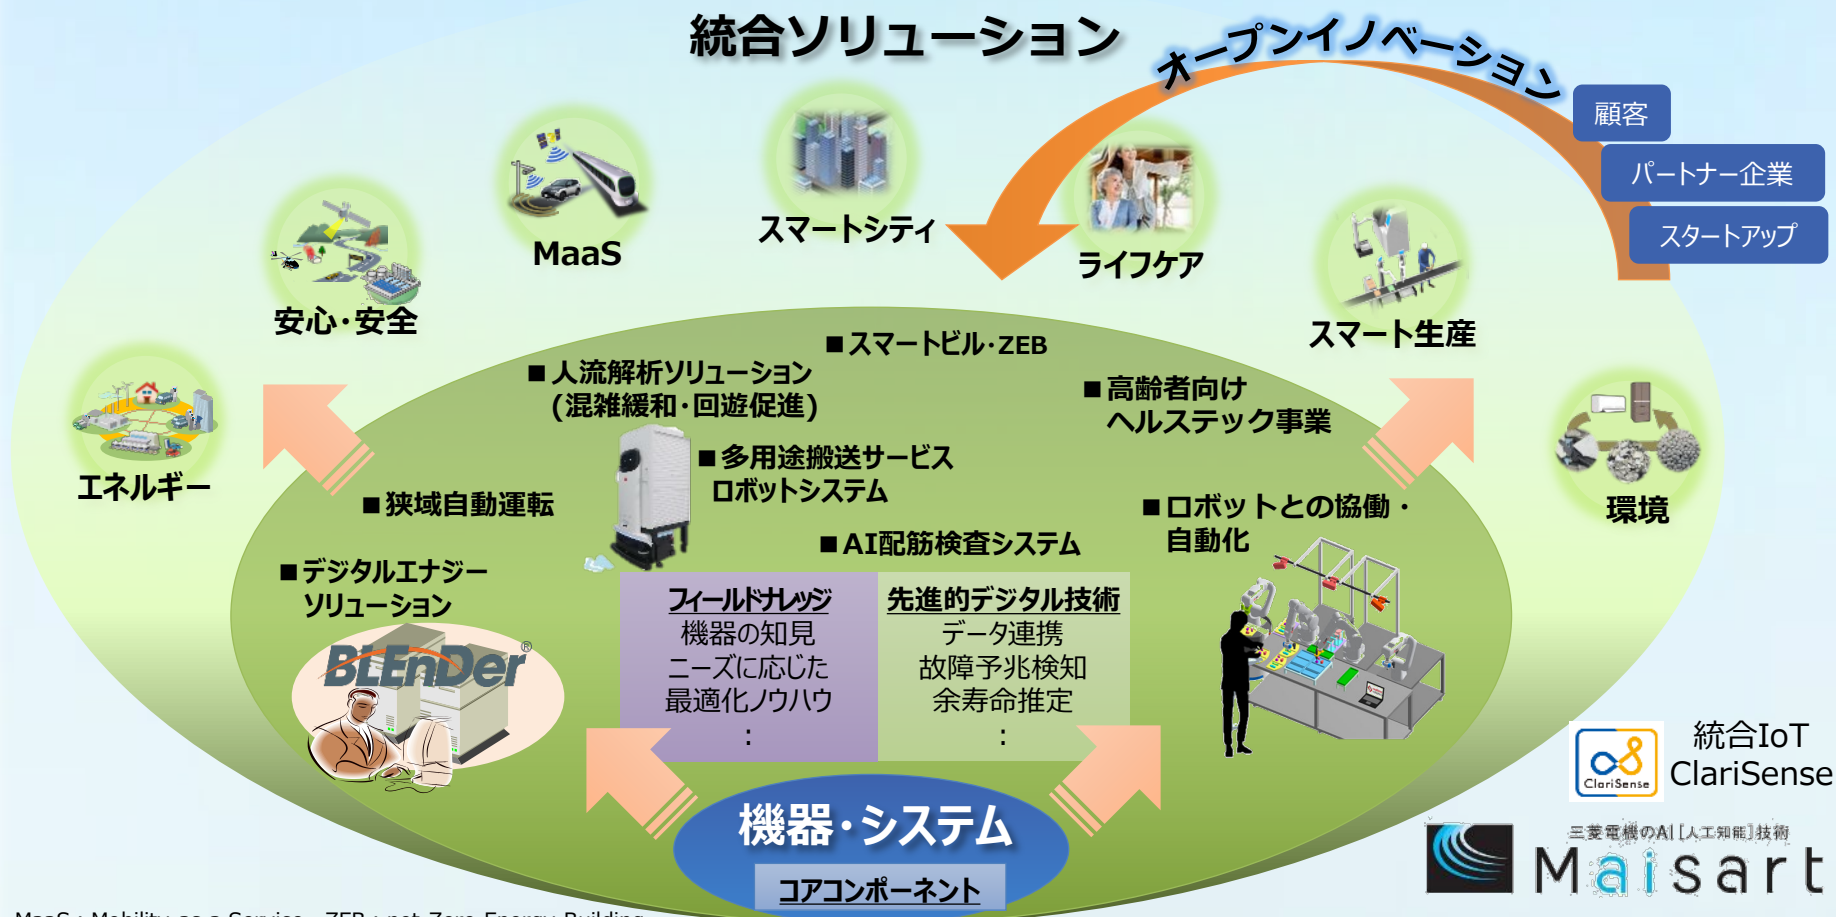 統合ソリューション
オープンイノベーション
顧客
パートナー企業
スタートアップ
MaaS
スマートシティ
ライフケア
安心・安全
スマート生産
エネルギー
環境
■スマートビル・ZEB
■人流解析ソリューション
(混雑緩和・回遊促進)
■高齢者向け
ヘルステック事業
■多用途搬送サービス
ロボットシステム
■狭域自動運転
■ロボットとの協働・
自動化
■AI配筋検査システム
■デジタルエナジー
ソリューション
BLEnDer®
フィールドナレッジ
機器の知見
ニーズに応じた
最適化ノウハウ
:
先進的デジタル技術
データ連携
故障予兆検知
余寿命推定
:
機器・システム
コアコンポーネント
ClariSense
統合IoT
ClariSense
三菱電機のAI[人工知能]技術
Maisart
MaaS：Mobility as a Service　ZEB：net Zero Energy Building